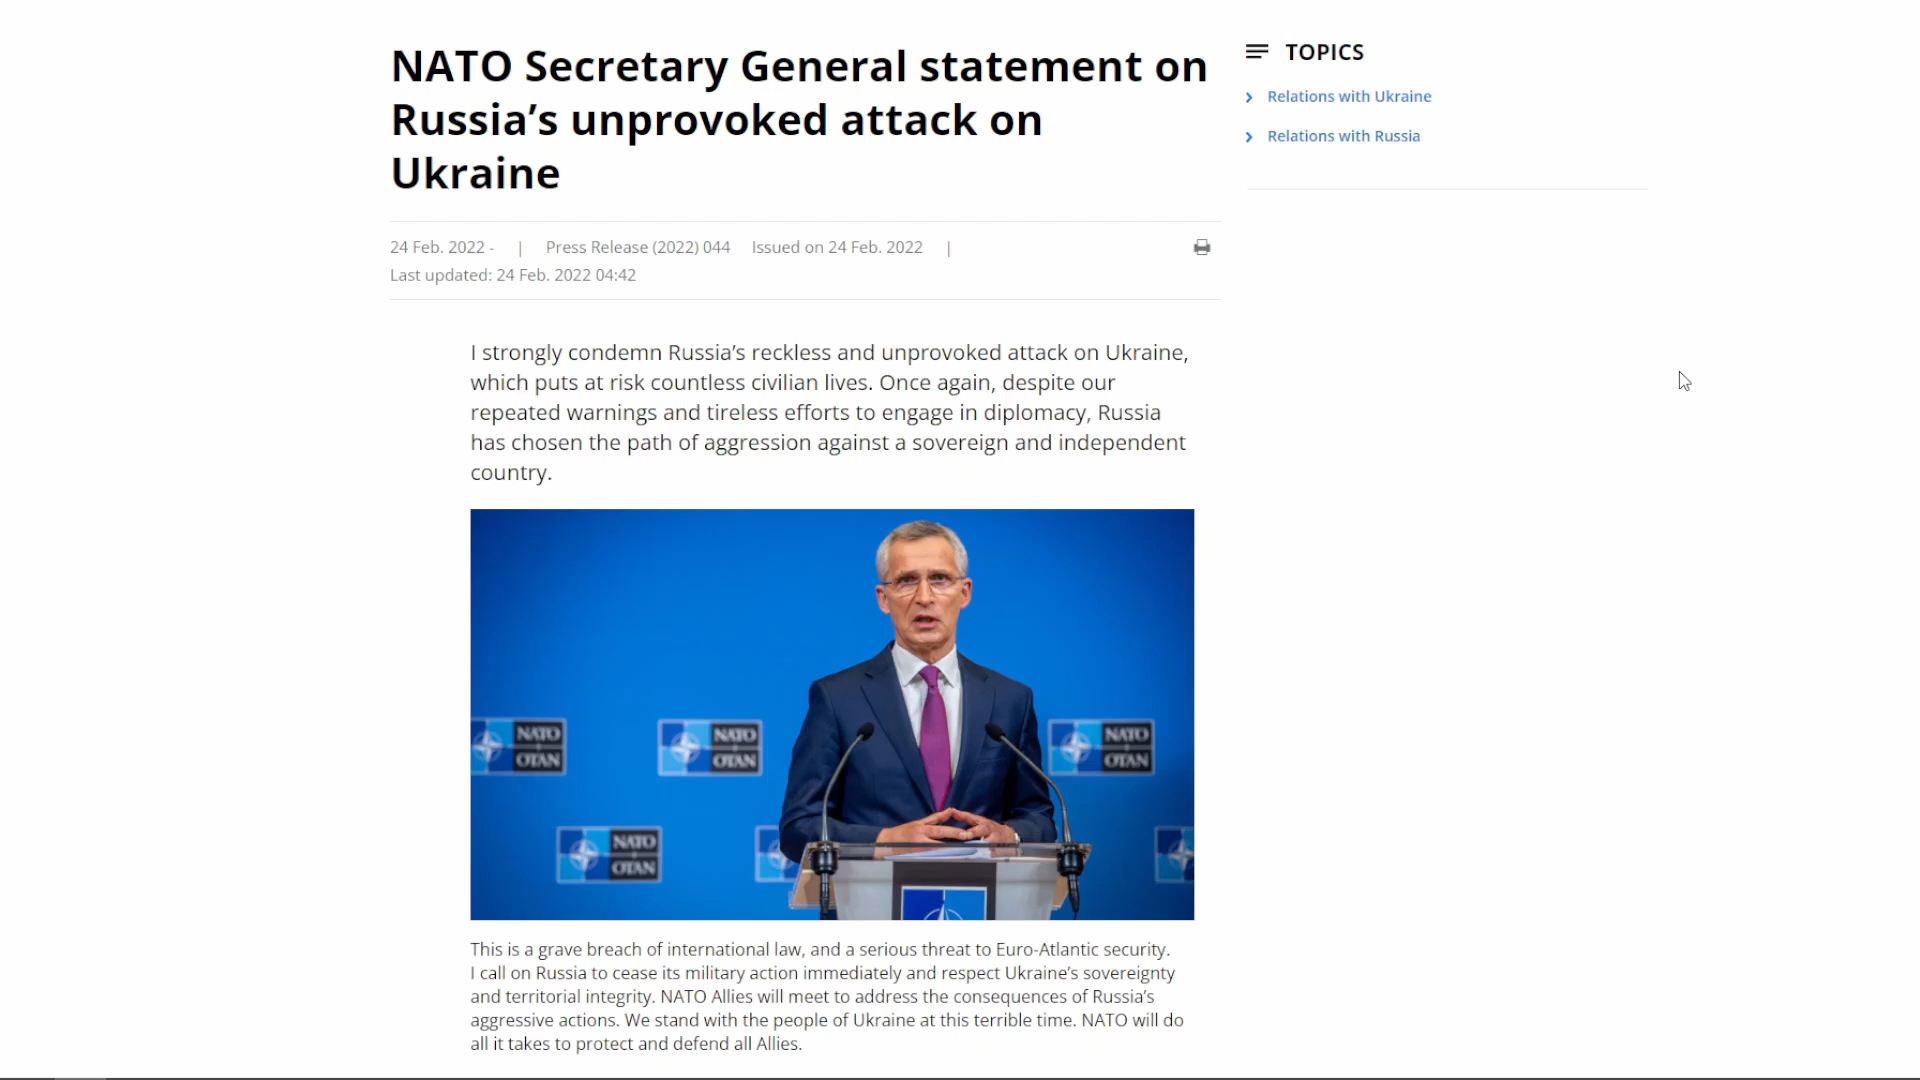 NATO Secretary General statement on
Russia’s unprovoked attack on
Ukraine
TOPICS
Relations with Ukraine
Relations with Russia
24 Feb. 2022 - | Press Release (2022) 044 Issued on 24 Feb. 2022 |
Last updated: 24 Feb. 2022 04:42
I strongly condemn Russia’s reckless and unprovoked attack on Ukraine,
which puts at risk countless civilian lives. Once again, despite our
repeated warnings and tireless efforts to engage in diplomacy, Russia
has chosen the path of aggression against a sovereign and independent
country.
NATO
OTAN
NATO
OTAN
NATO
OTAN
NATO
OTAN
This is a grave breach of international law, and a serious threat to Euro-Atlantic security.
I call on Russia to cease its military action immediately and respect Ukraine’s sovereignty
and territorial integrity. NATO Allies will meet to address the consequences of Russia’s
aggressive actions. We stand with the people of Ukraine at this terrible time. NATO will do
all it takes to protect and defend all Allies.